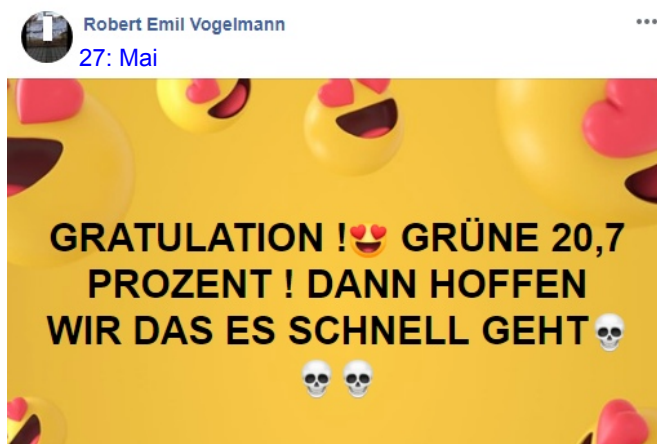 Robert Emil Vogelmann
27: Mai
GRATULATION !😍 GRÜNE 20,7
PROZENT ! DANN HOFFEN
WIR DAS ES SCHNELL GEHT💀
💀💀